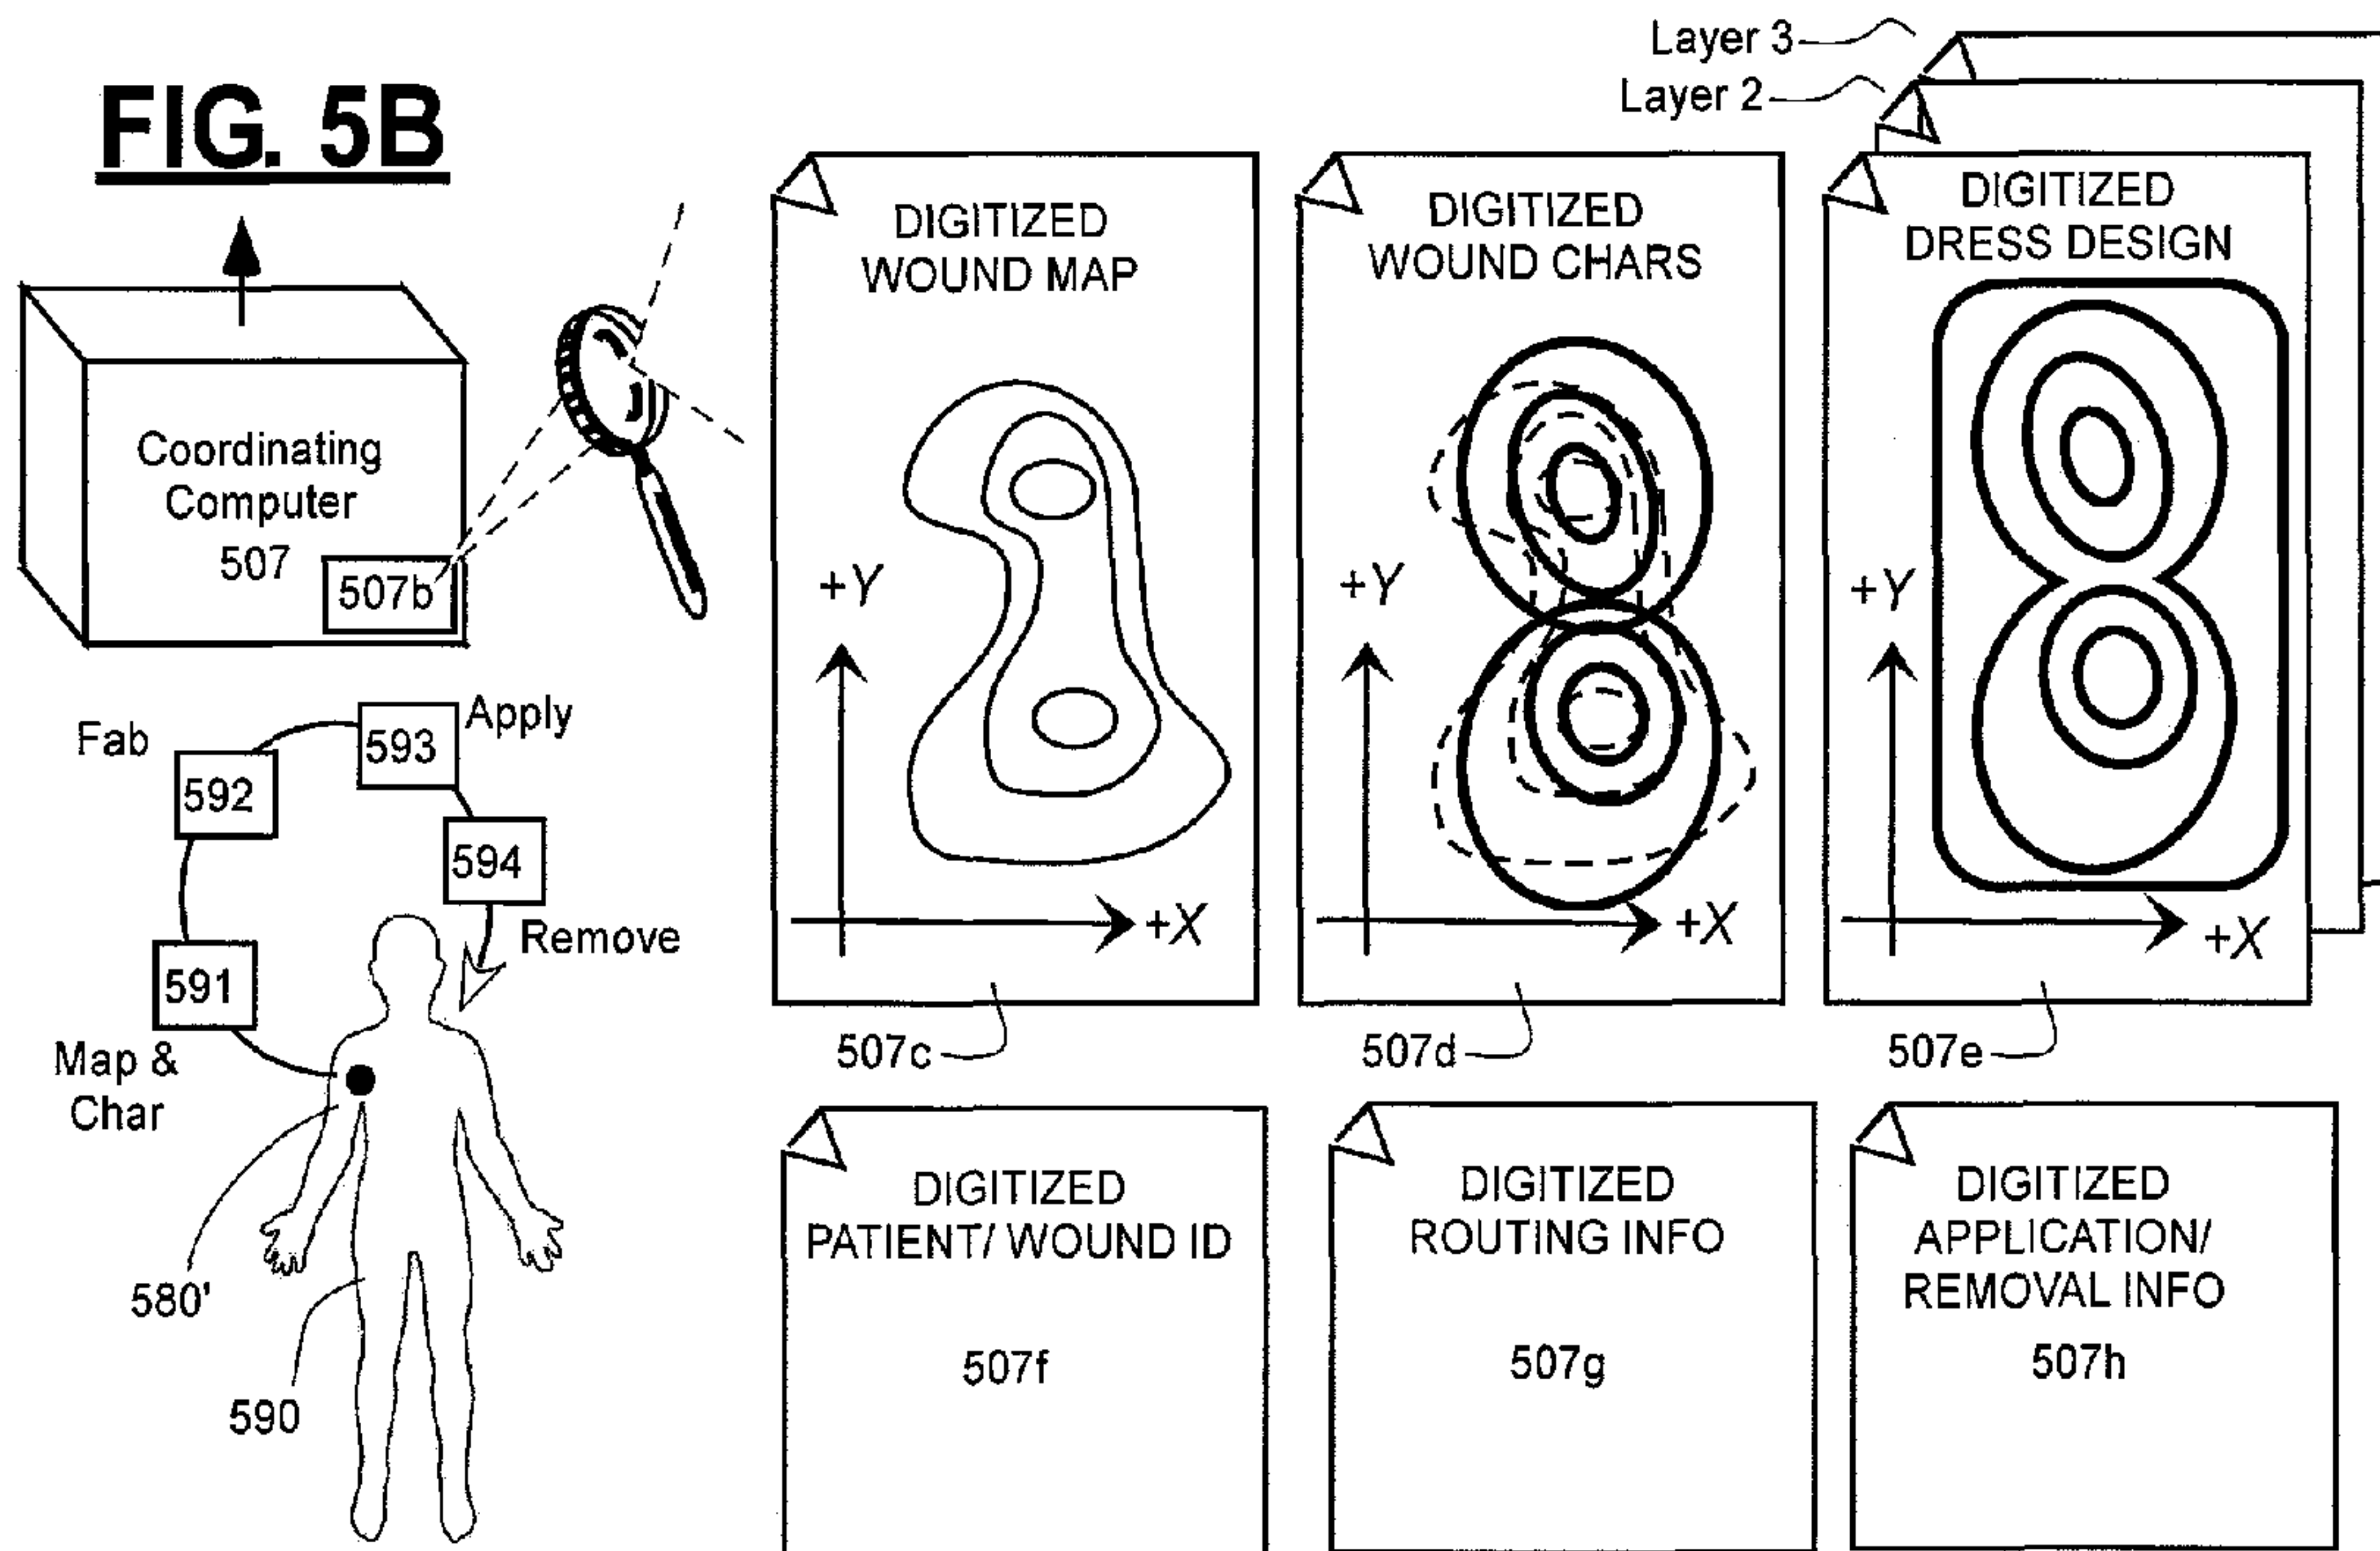 FIG. 5B
Layer 3
Layer 2
Coordinating
Computer
507
507b
DIGITIZED
WOUND MAP
+Y
+X
507c
DIGITIZED
WOUND CHARS
+Y
+X
507d
DIGITIZED
DRESS DESIGN
+Y
+X
507e
Fab
592
593
Apply
594
Remove
591
Map &
Char
580'
590
DIGITIZED
PATIENT/ WOUND ID
507f
DIGITIZED
ROUTING INFO
507g
DIGITIZED
APPLICATION/
REMOVAL INFO
507h